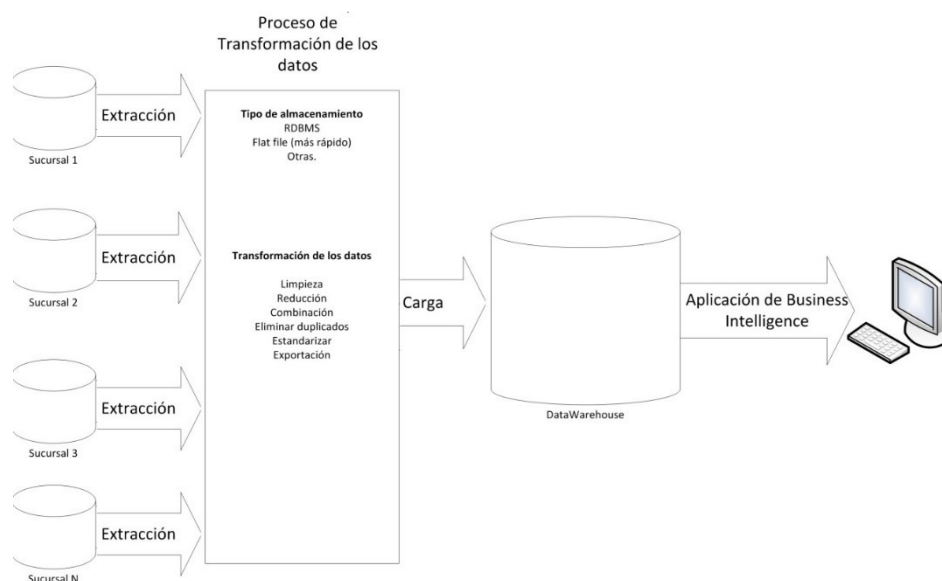 Proceso de
Transformación de los
datos
Extracción
Sucursal 1
Extracción
Sucursal 2
Extracción
Sucursal 3
Extracción
Sucursal N
Tipo de almacenamiento
RDBMS
Flat file (más rápido)
Otras.
Transformación de los datos
Limpieza
Reducción
Combinación
Eliminar duplicados
Estandarizar
Exportación
Carga
DataWarehouse
Aplicación de Business
Intelligence